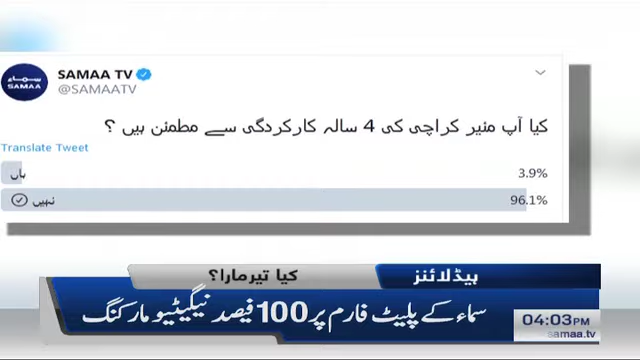 سماء
SAMAA
SAMAA TV
@SAMAATV
کیا آپ مئیر کراچی کی 4 سالہ کارکردگی سے مطمئن ہیں ؟
Translate Tweet
ہاں 3.9%
نہیں 96.1%
ہیڈلائنز
کیا تیر مارا؟
سماء کے پلیٹ فارم پر 100 فیصد نیگیٹیو مارکنگ
04:03PM
samaa.tv